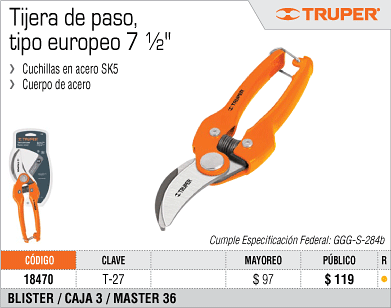 Tijera de paso,
tipo europeo 7 ½"
TRUPER®
❯ Cuchillas en acero SK5
❯ Cuerpo de acero
TRUPER
TRUPER
Cumple Especificación Federal: GGG-S-284b
CÓDIGO CLAVE MAYOREO PÚBLICO R
18470 T-27 $ 97 $ 119
BLISTER / CAJA 3 / MASTER 36